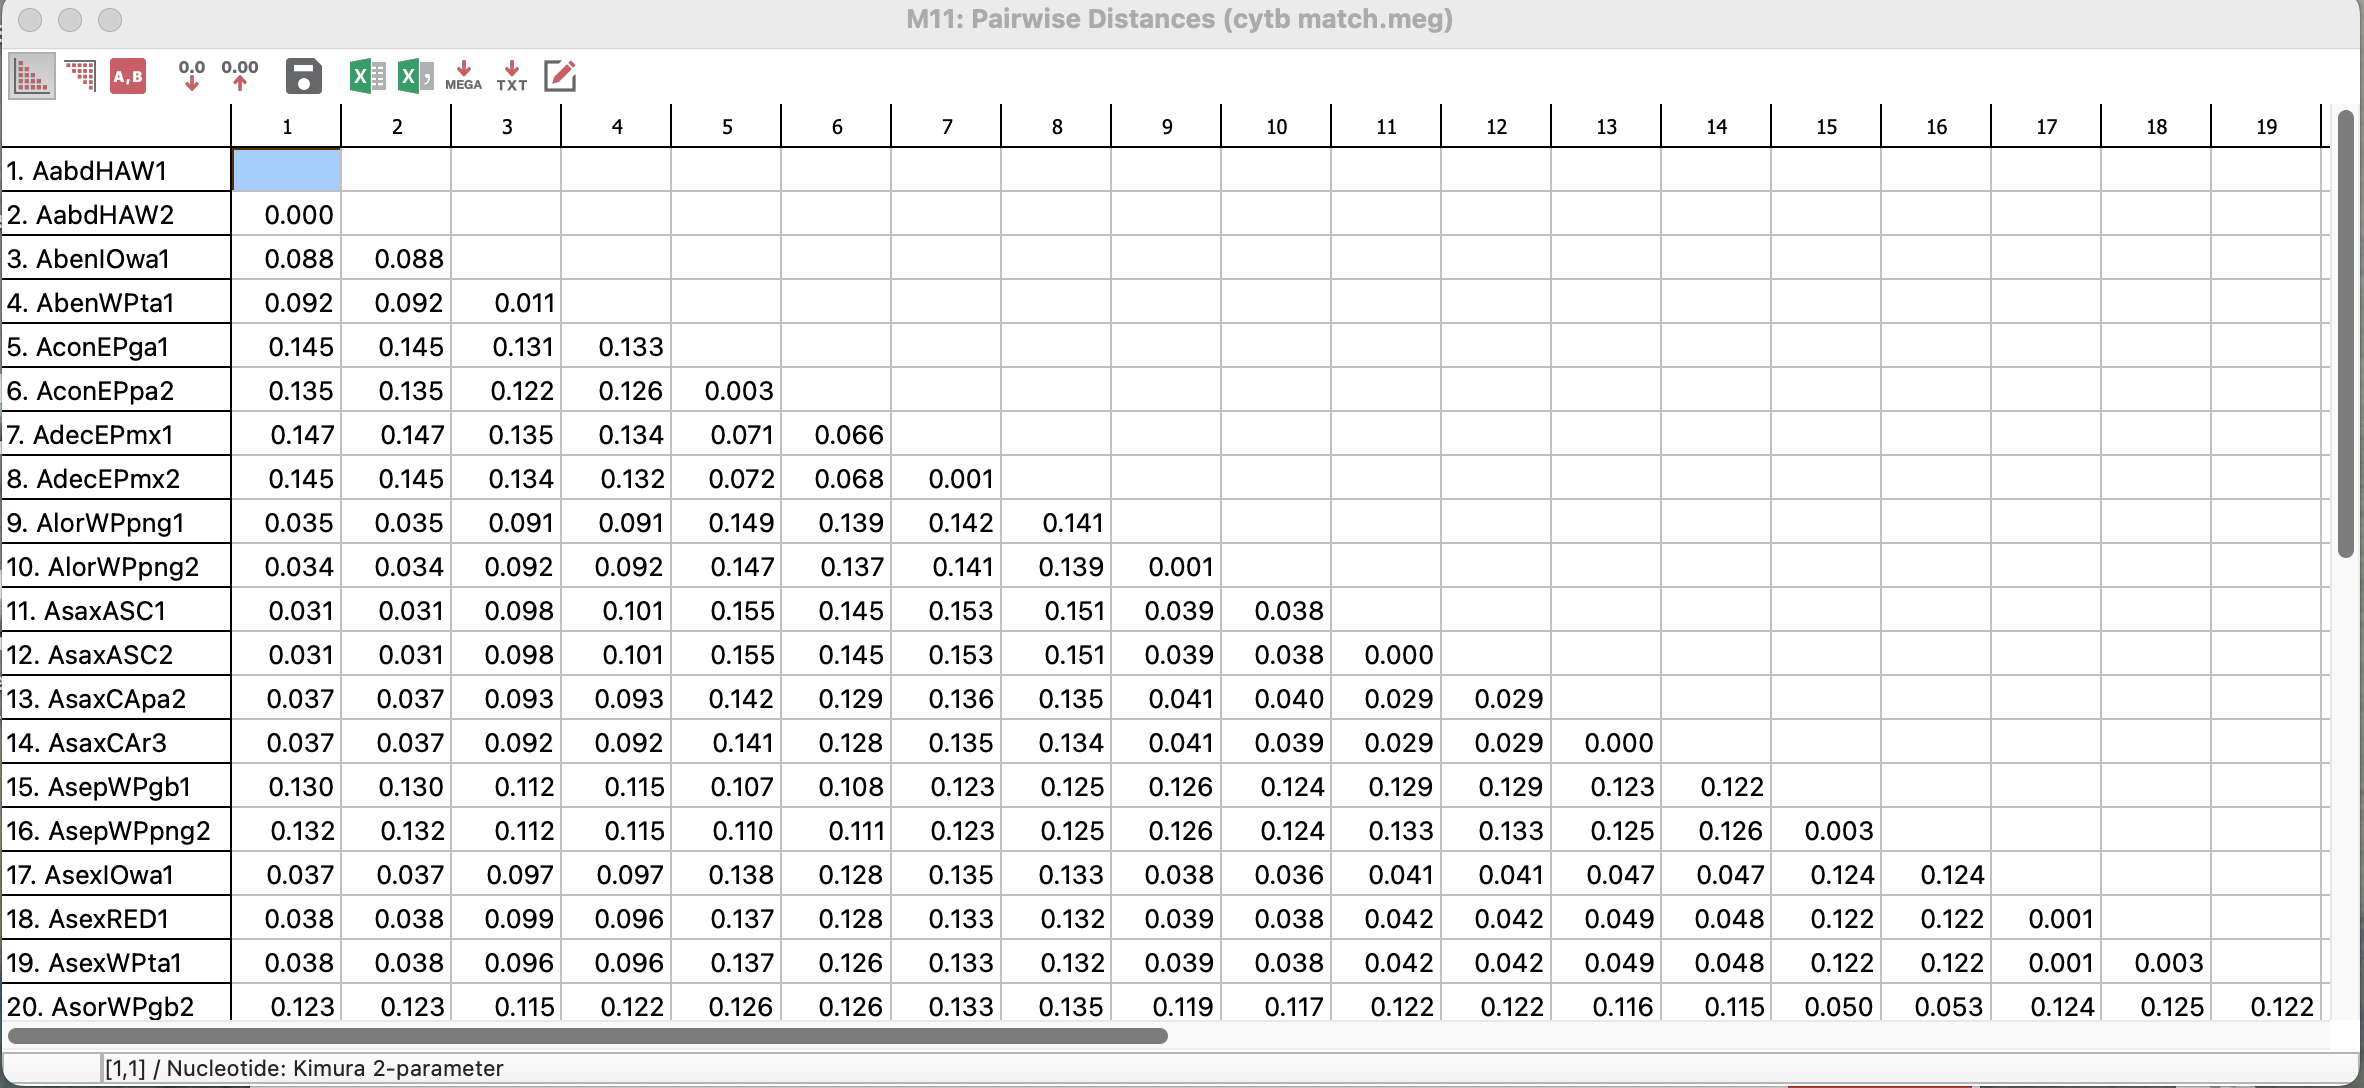 M11: Pairwise Distances (cytb match.meg)
A,B 0.0 0.00 X X, MEGA TXT
1 2 3 4 5 6 7 8 9 10 11 12 13 14 15 16 17 18 19
1. AabdHAW1
2. AabdHAW2 0.000
3. AbenIOwa1 0.088 0.088
4. AbenWPta1 0.092 0.092 0.011
5. AconEPga1 0.145 0.145 0.131 0.133
6. AconEPpa2 0.135 0.135 0.122 0.126 0.003
7. AdecEPmx1 0.147 0.147 0.135 0.134 0.071 0.066
8. AdecEPmx2 0.145 0.145 0.134 0.132 0.072 0.068 0.001
9. AlorWPpng1 0.035 0.035 0.091 0.091 0.149 0.139 0.142 0.141
10. AlorWPpng2 0.034 0.034 0.092 0.092 0.147 0.137 0.141 0.139 0.001
11. AsaxASC1 0.031 0.031 0.098 0.101 0.155 0.145 0.153 0.151 0.039 0.038
12. AsaxASC2 0.031 0.031 0.098 0.101 0.155 0.145 0.153 0.151 0.039 0.038 0.000
13. AsaxCApa2 0.037 0.037 0.093 0.093 0.142 0.129 0.136 0.135 0.041 0.040 0.029 0.029
14. AsaxCAr3 0.037 0.037 0.092 0.092 0.141 0.128 0.135 0.134 0.041 0.039 0.029 0.029 0.000
15. AsepWPgb1 0.130 0.130 0.112 0.115 0.107 0.108 0.123 0.125 0.126 0.124 0.129 0.129 0.123 0.122
16. AsepWPpng2 0.132 0.132 0.112 0.115 0.110 0.111 0.123 0.125 0.126 0.124 0.133 0.133 0.125 0.126 0.003
17. AsexIOwa1 0.037 0.037 0.097 0.097 0.138 0.128 0.135 0.133 0.038 0.036 0.041 0.041 0.047 0.047 0.124 0.124
18. AsexRED1 0.038 0.038 0.099 0.096 0.137 0.128 0.133 0.132 0.039 0.038 0.042 0.042 0.049 0.048 0.122 0.122 0.001
19. AsexWPta1 0.038 0.038 0.096 0.096 0.137 0.126 0.133 0.132 0.039 0.038 0.042 0.042 0.049 0.048 0.122 0.122 0.001 0.003
20. AsorWPgb2 0.123 0.123 0.115 0.122 0.126 0.126 0.133 0.135 0.119 0.117 0.122 0.122 0.116 0.115 0.050 0.053 0.124 0.125 0.122
[1,1] / Nucleotide: Kimura 2-parameter